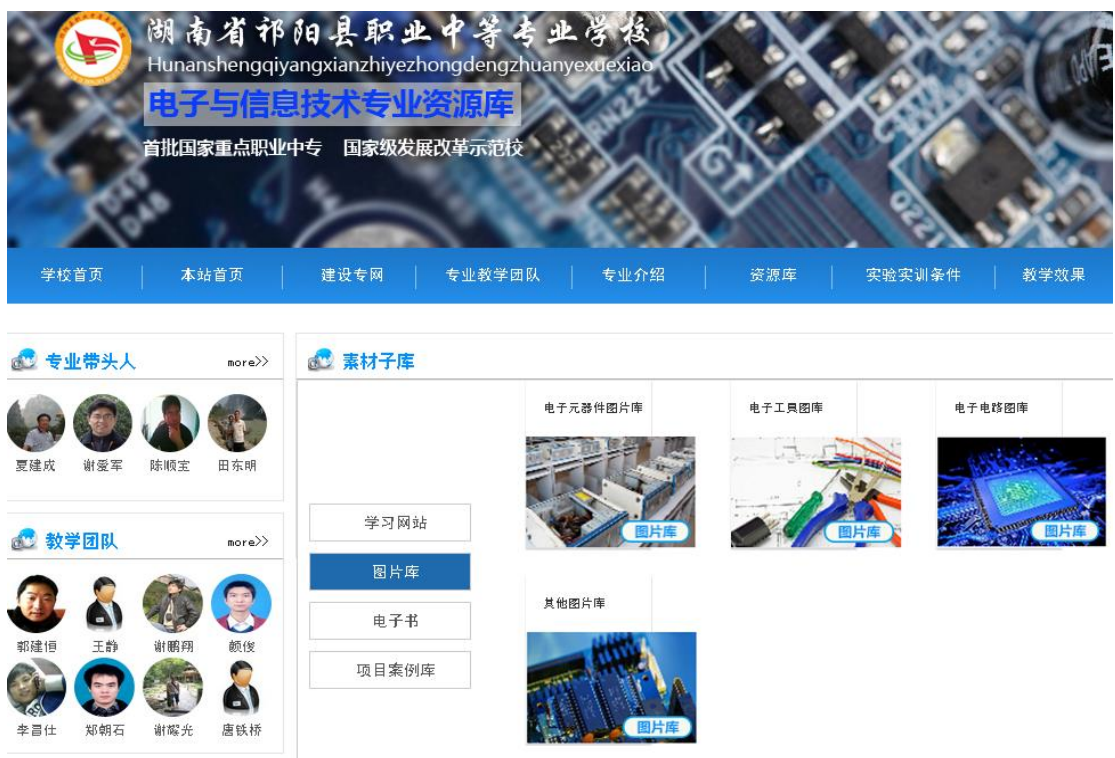 湖南省祁阳县职业中等专业学校
Hunanshengqiyangxianzhiyezhongdengzhuanyexuexiao
电子与信息技术专业资源库
首批国家重点职业中专 国家级发展改革示范校
学校首页 本站首页 建设专网 专业教学团队 专业介绍 资源库 实验实训条件 教学效果
专业带头人 more>>
夏建成 谢爱军 陈顺宝 田东明
教学团队 more>>
郭建恒 王静 谢鹏翔 颜俊
李昌仕 郑朝石 谢耀光 唐铁桥
素材子库
学习网站
图片库
电子书
项目案例库
电子元器件图片库 电子工具图库 电子电路图库
图片库 图片库 图片库
其他图片库
图片库